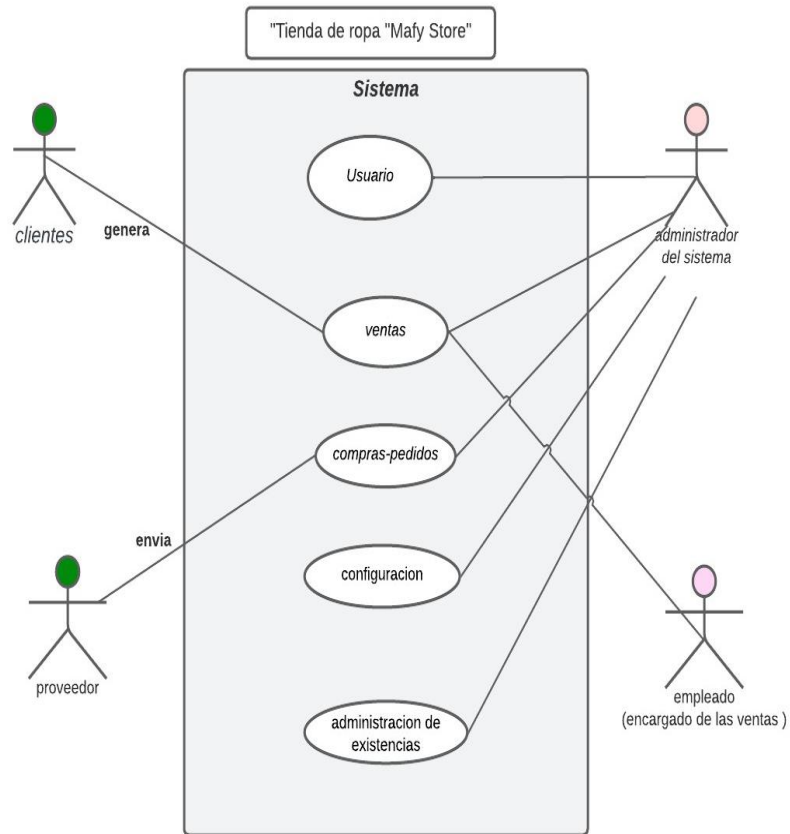 "Tienda de ropa "Mafy Store"
Sistema
Usuario
clientes
genera
administrador
del sistema
ventas
compras-pedidos
envia
configuracion
proveedor
empleado
(encargado de las ventas )
administracion de
existencias